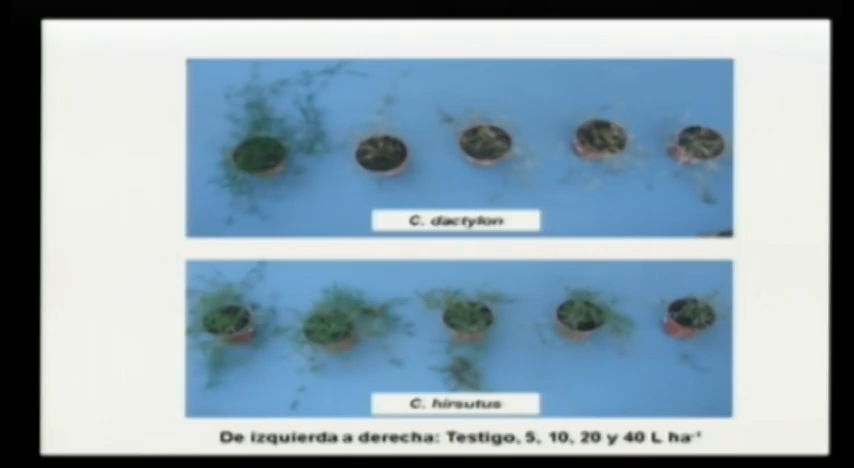 C. dactylon
C. hirsutus
De izquierda a derecha: Testigo, 5, 10, 20 y 40 L ha⁻¹